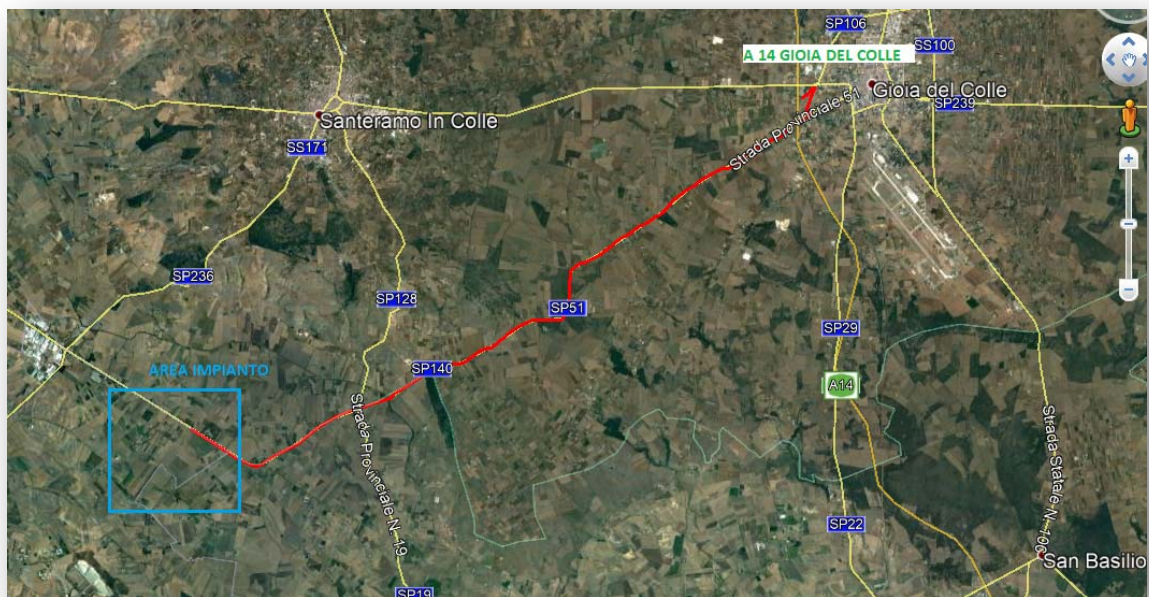 SP106
SS100
A 14 GIOIA DEL COLLE
Gioia del Colle
SP239
Strada Provinciale 51
Santeramo In Colle
SS171
SP236
SP128
SP51
SP29
SP140
AREA IMPIANTO
A14
Strada Provinciale N. 19
Strada Statale N. 100
SP22
San Basilio
SP19